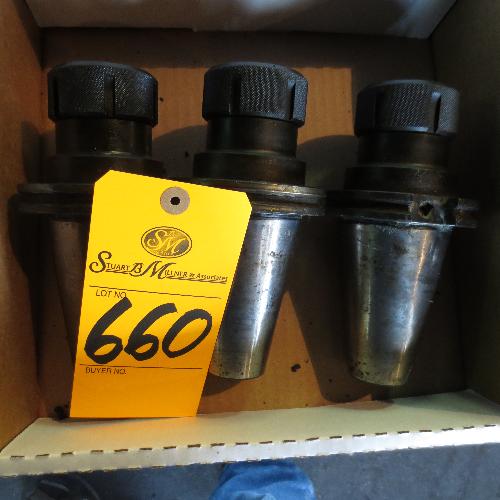 SM
STUART B MILLNER & Associates
LOT NO.
660
BUYER NO.